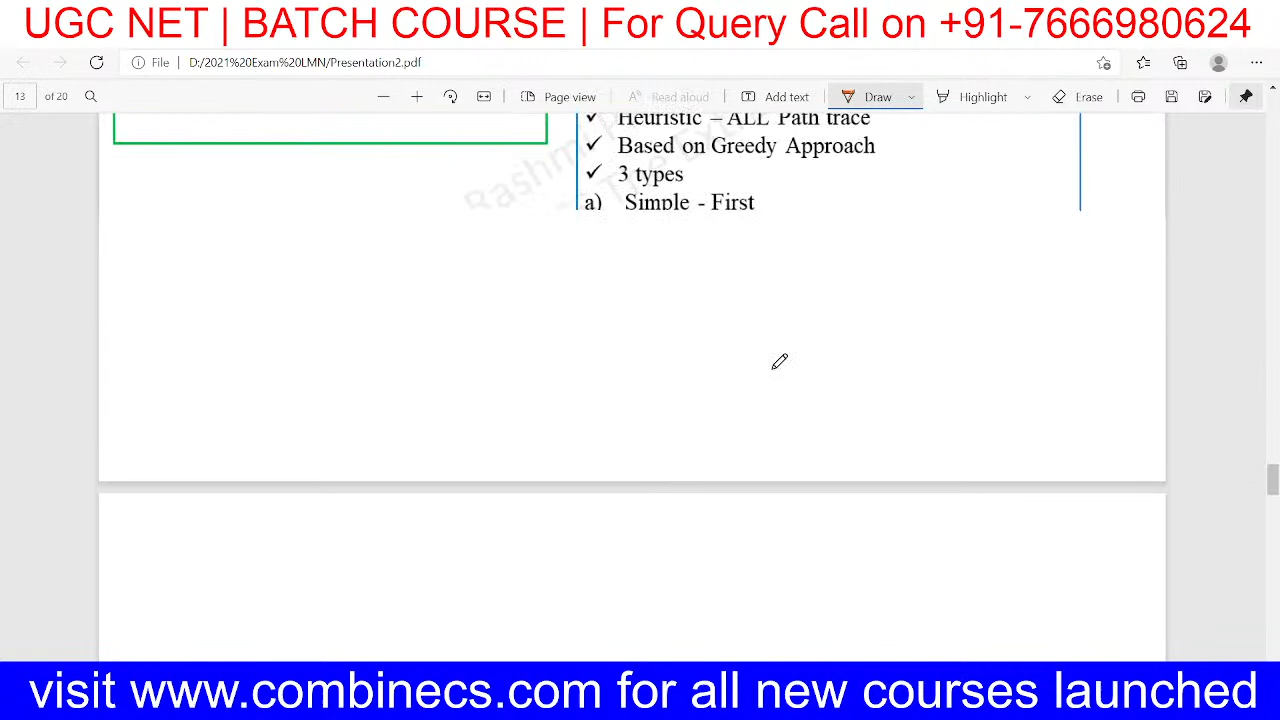 UGC NET | BATCH COURSE | For Query Call on +91-7666980624
File | D:/2021%20Exam%20LMN/Presentation2.pdf
13 of 20 Page view Read aloud Add text Draw Highlight Erase
Heuristic – ALL Path trace
✓ Based on Greedy Approach
✓ 3 types
a) Simple - First
visit www.combinecs.com for all new courses launched